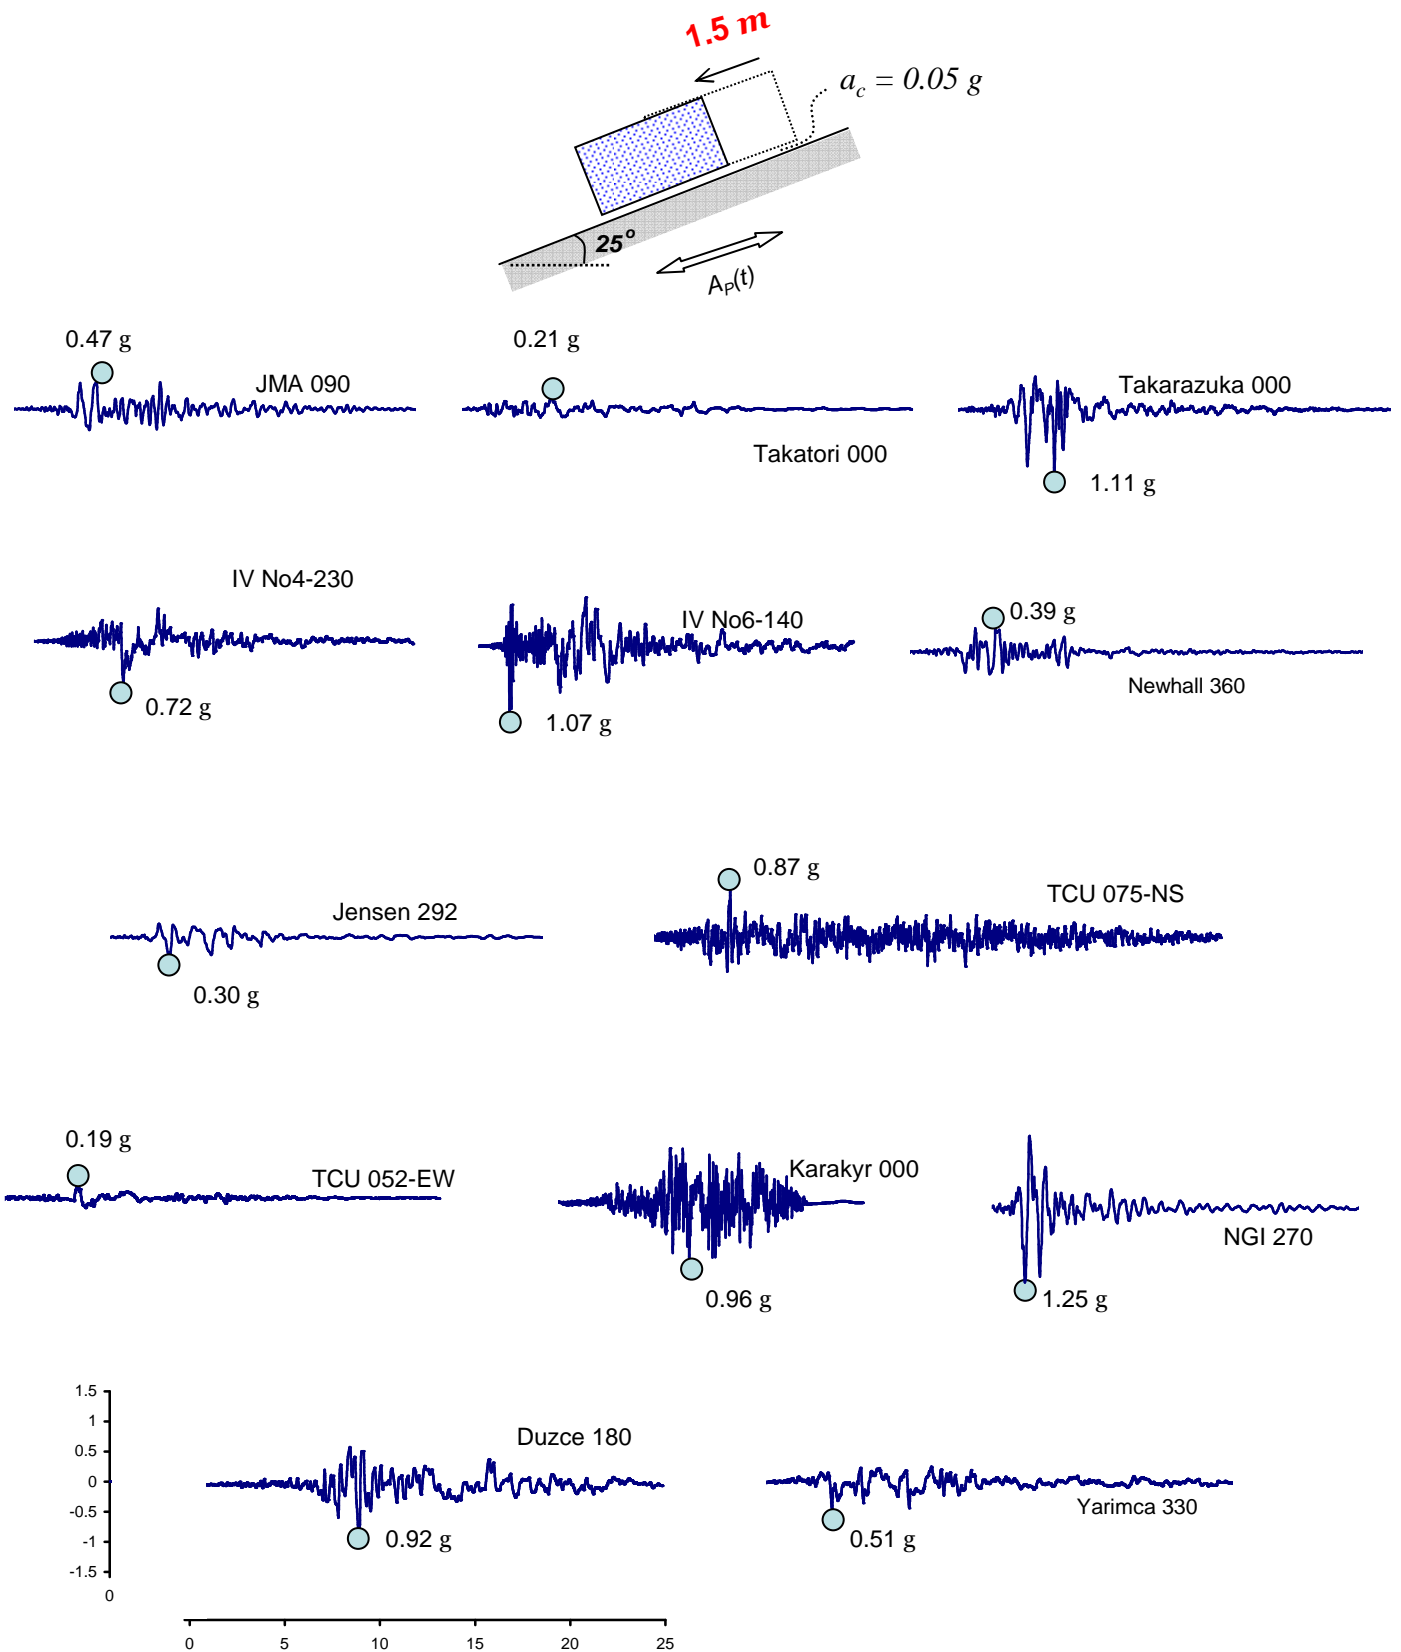 1.5 m
a_c = 0.05 g
25°
A_P(t)
0.47 g
JMA 090
0.21 g
Takatori 000
Takarazuka 000
1.11 g
IV No4-230
0.72 g
IV No6-140
1.07 g
0.39 g
Newhall 360
Jensen 292
0.30 g
0.87 g
TCU 075-NS
0.19 g
TCU 052-EW
Karakyr 000
0.96 g
NGI 270
1.25 g
1.5
1
0.5
0
-0.5
-1
-1.5
0
Duzce 180
0.92 g
Yarimca 330
0.51 g
0 5 10 15 20 25